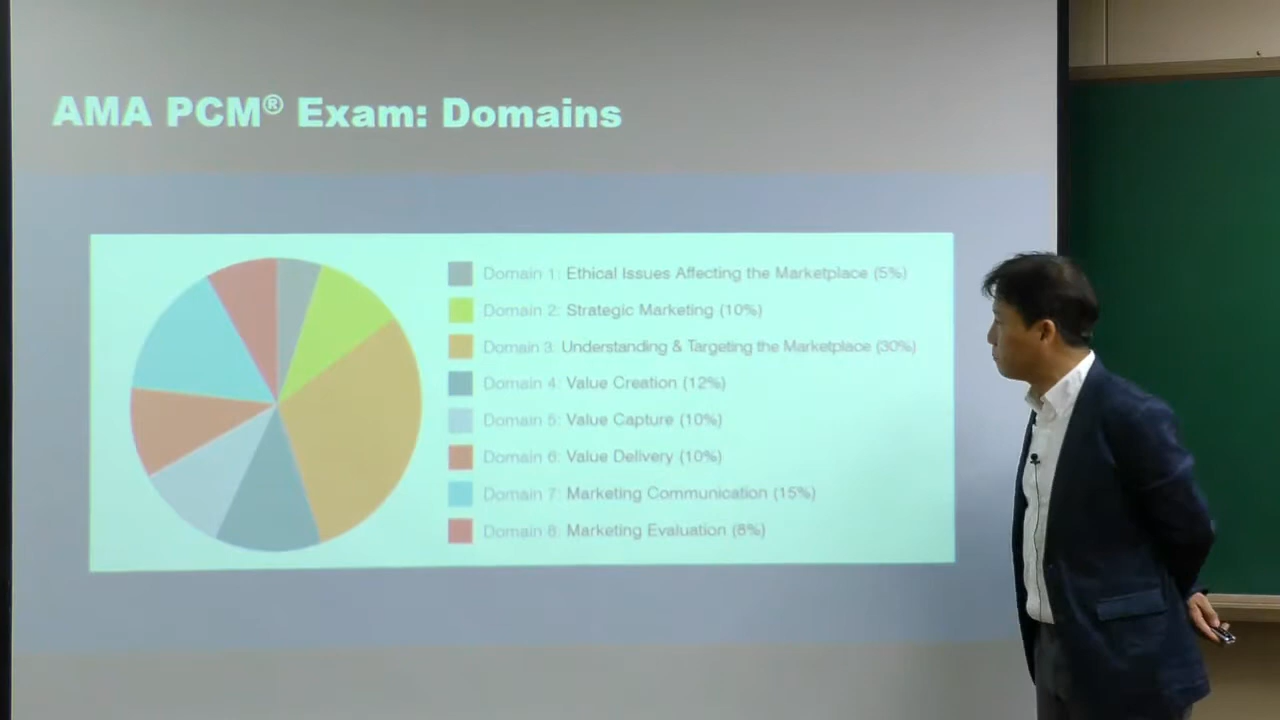 AMA PCM® Exam: Domains
Domain 1: Ethical Issues Affecting the Marketplace (5%)
Domain 2: Strategic Marketing (10%)
Domain 3: Understanding & Targeting the Marketplace (30%)
Domain 4: Value Creation (12%)
Domain 5: Value Capture (10%)
Domain 6: Value Delivery (10%)
Domain 7: Marketing Communication (15%)
Domain 8: Marketing Evaluation (8%)